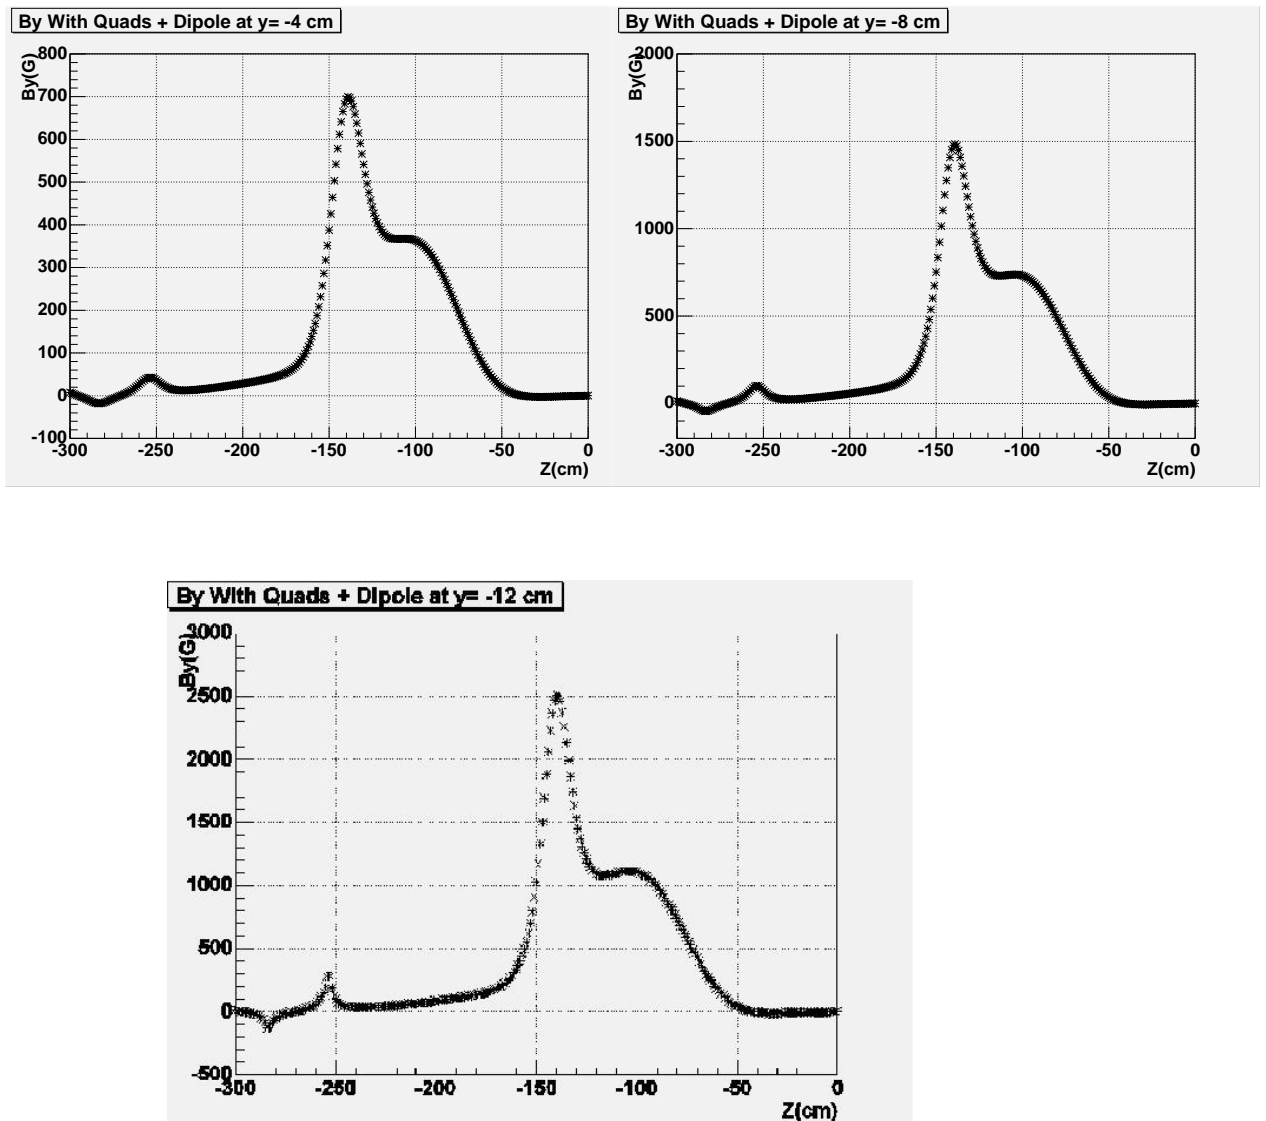 By With Quads + Dipole at y= -4 cm
By(G)
800
700
600
500
400
300
200
100
0
-100
-300 -250 -200 -150 -100 -50 0
Z(cm)
By With Quads + Dipole at y= -8 cm
By(G)
2000
1500
1000
500
0
-300 -250 -200 -150 -100 -50 0
Z(cm)
By With Quads + Dipole at y= -12 cm
By(G)
3000
2500
2000
1500
1000
500
0
-500
-300 -250 -200 -150 -100 -50 0
Z(cm)